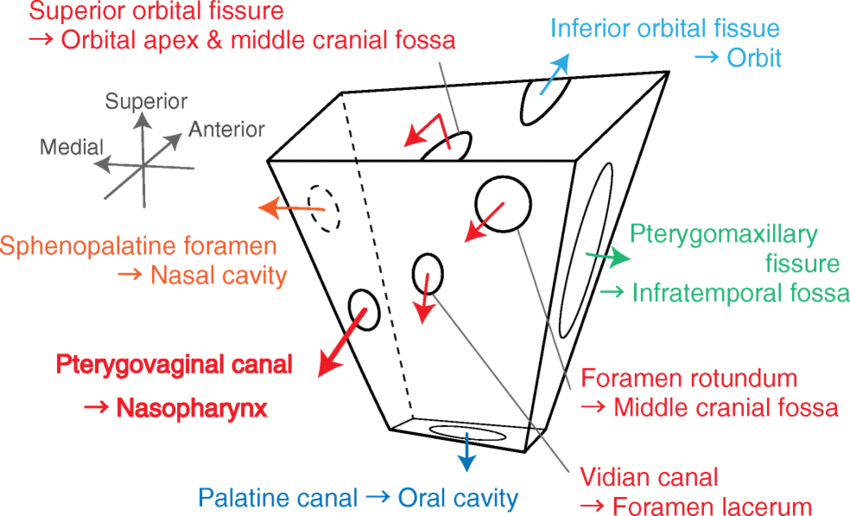 Superior orbital fissure
→ Orbital apex & middle cranial fossa
Inferior orbital fissue
→ Orbit
Superior
Anterior
Medial
Sphenopalatine foramen
→ Nasal cavity
Pterygomaxillary
fissure
→ Infratemporal fossa
Pterygovaginal canal
→ Nasopharynx
Foramen rotundum
→ Middle cranial fossa
Palatine canal → Oral cavity
Vidian canal
→ Foramen lacerum